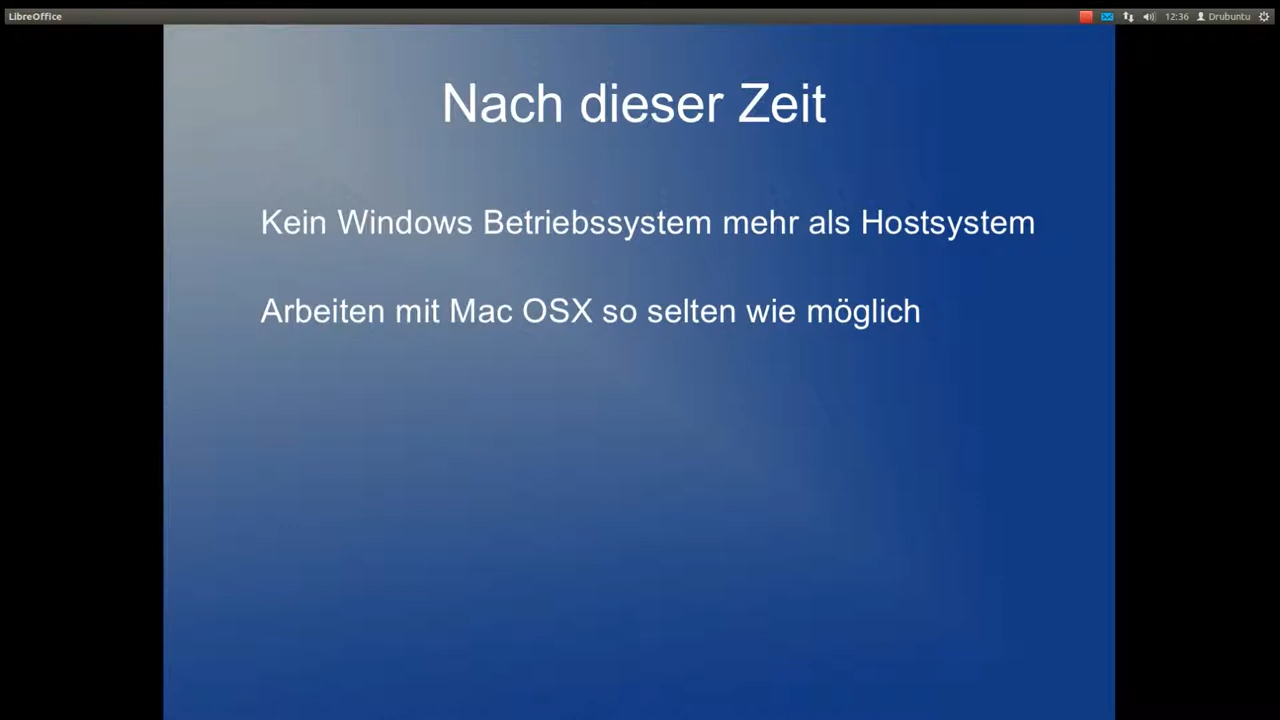 LibreOffice
12:36 Drubuntu
Nach dieser Zeit
Kein Windows Betriebssystem mehr als Hostsystem
Arbeiten mit Mac OSX so selten wie möglich